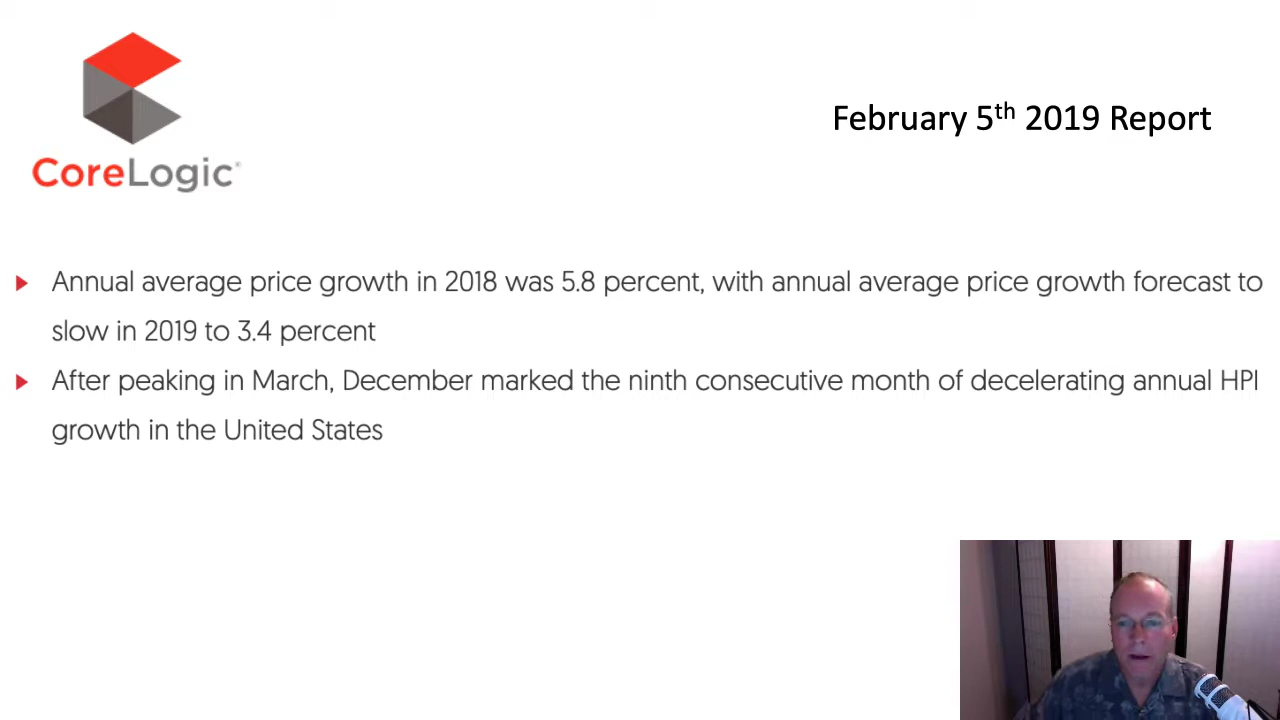 CoreLogic®
February 5th 2019 Report
Annual average price growth in 2018 was 5.8 percent, with annual average price growth forecast to
slow in 2019 to 3.4 percent
After peaking in March, December marked the ninth consecutive month of decelerating annual HPI
growth in the United States